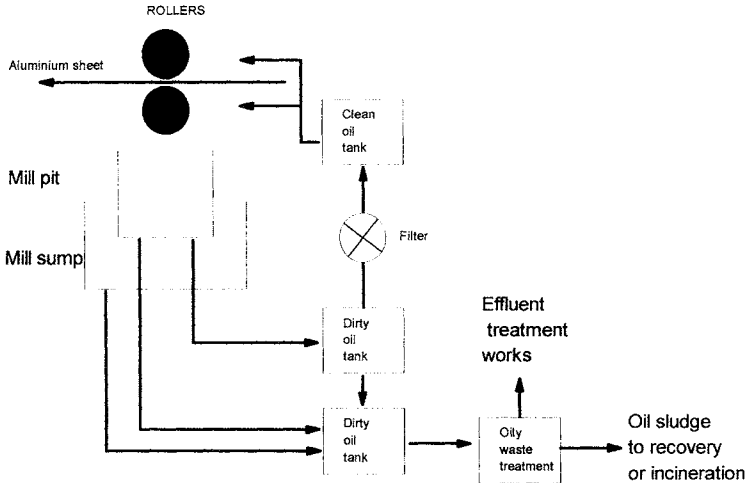 ROLLERS
Aluminium sheet
Clean
oil
tank
Mill pit
Filter
Mill sump
Effluent
treatment
works
Dirty
oil
tank
Dirty
oil
tank
Oily
waste
treatment
Oil sludge
to recovery
or incineration